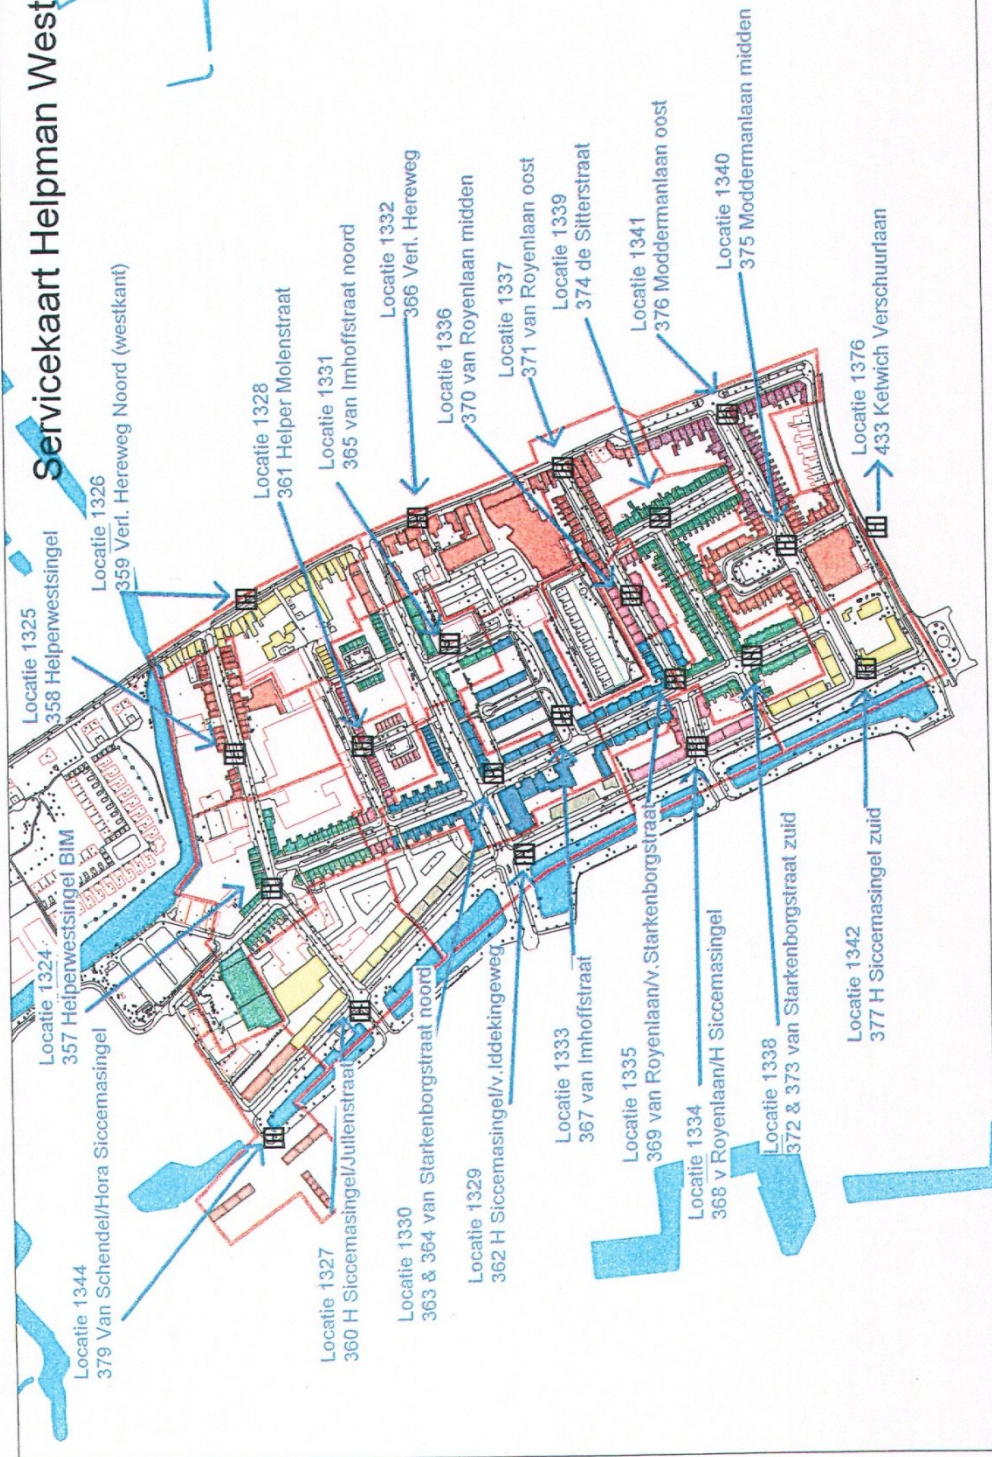 Servicekaart Helpman West
Locatie 1344
379 Van Schendel/Hora Siccemasingel
Locatie 1324
357 Helperwestsingel BIM
Locatie 1325
358 Helperwestsingel
Locatie 1326
359 Verl. Hereweg Noord (westkant)
Locatie 1328
361 Helper Molenstraat
Locatie 1331
365 van Imhoffstraat noord
Locatie 1332
366 Verl. Hereweg
Locatie 1336
370 van Royenlaan midden
Locatie 1337
371 van Royenlaan oost
Locatie 1339
374 de Sitterstraat
Locatie 1341
376 Moddermanlaan oost
Locatie 1340
375 Moddermanlaan midden
Locatie 1376
433 Ketwich Verschuurlaan
Locatie 1327
360 H Siccemasingel/Jullenstraat
Locatie 1330
363 & 364 van Starkenborgstraat noord
Locatie 1329
362 H Siccemasingel/v.Iddekingeweg
Locatie 1333
367 van Imhoffstraat
Locatie 1335
369 van Royenlaan/v.Starkenborgstraat
Locatie 1334
368 v Royenlaan/H Siccemasingel
Locatie 1338
372 & 373 van Starkenborgstraat zuid
Locatie 1342
377 H Siccemasingel zuid